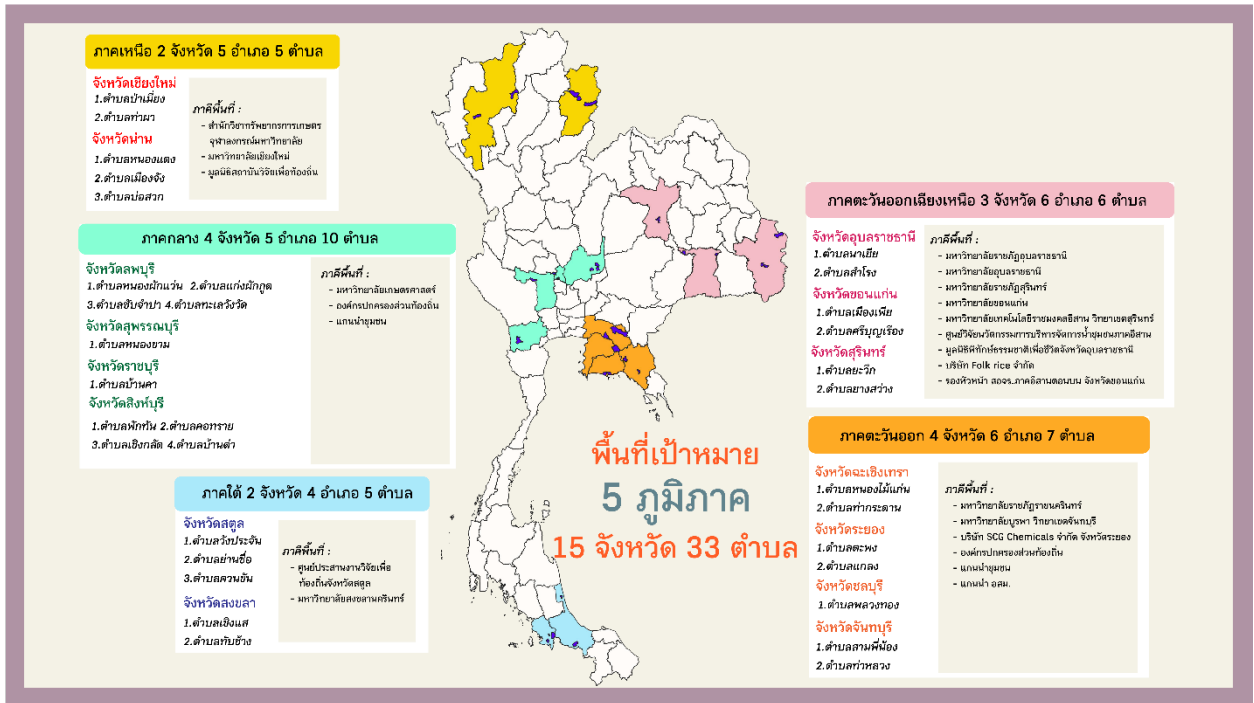 ภาคเหนือ 2 จังหวัด 5 อำเภอ 5 ตำบล
จังหวัดเชียงใหม่
1.ตำบลป่าเมี่ยง
2.ตำบลท่าผา
จังหวัดน่าน
1.ตำบลหนองแดง
2.ตำบลเมืองจัง
3.ตำบลบ่อสวก
ภาคีพื้นที่ :
- สำนักวิชาทรัพยากรการเกษตร
จุฬาลงกรณ์มหาวิทยาลัย
- มหาวิทยาลัยเชียงใหม่
- มูลนิธิสถาบันวิจัยเพื่อท้องถิ่น
ภาคกลาง 4 จังหวัด 5 อำเภอ 10 ตำบล
จังหวัดลพบุรี
1.ตำบลหนองผักแว่น 2.ตำบลแก่งผักกูด
3.ตำบลซับจำปา 4.ตำบลทะเลวังวัด
จังหวัดสุพรรณบุรี
1.ตำบลหนองขาม
จังหวัดราชบุรี
1.ตำบลบ้านคา
จังหวัดสิงห์บุรี
1.ตำบลพักทัน 2.ตำบลคอทราย
3.ตำบลเชิงกลัด 4.ตำบลบ้านดำ
ภาคีพื้นที่ :
- มหาวิทยาลัยเกษตรศาสตร์
- องค์กรปกครองส่วนท้องถิ่น
- แกนนำชุมชน
ภาคใต้ 2 จังหวัด 4 อำเภอ 5 ตำบล
จังหวัดสตูล
1.ตำบลวังประจัน
2.ตำบลย่านซื่อ
3.ตำบลควนขัน
จังหวัดสงขลา
1.ตำบลเชิงแส
2.ตำบลทับช้าง
ภาคีพื้นที่ :
- ศูนย์ประสานงานวิจัยเพื่อ
ท้องถิ่นจังหวัดสตูล
- มหาวิทยาลัยสงขลานครินทร์
พื้นที่เป้าหมาย
5 ภูมิภาค
15 จังหวัด 33 ตำบล
ภาคตะวันออกเฉียงเหนือ 3 จังหวัด 6 อำเภอ 6 ตำบล
จังหวัดอุบลราชธานี
1.ตำบลนาเยีย
2.ตำบลสำโรง
จังหวัดขอนแก่น
1.ตำบลเมืองเพีย
2.ตำบลศรีบุญเรือง
จังหวัดสุรินทร์
1.ตำบลยะวึก
2.ตำบลยางสว่าง
ภาคีพื้นที่ :
- มหาวิทยาลัยราชภัฏอุบลราชธานี
- มหาวิทยาลัยอุบลราชธานี
- มหาวิทยาลัยราชภัฏสุรินทร์
- มหาวิทยาลัยขอนแก่น
- มหาวิทยาลัยเทคโนโลยีราชมงคลอีสาน วิทยาเขตสุรินทร์
- ศูนย์วิจัยนวัตกรรมการบริหารจัดการน้ำชุมชนภาคอีสาน
- มูลนิธิพิทักษ์ธรรมชาติเพื่อชีวิตจังหวัดอุบลราชธานี
- บริษัท Folk rice จำกัด
- รองหัวหน้า สอจร.ภาคอีสานตอนบน จังหวัดขอนแก่น
ภาคตะวันออก 4 จังหวัด 6 อำเภอ 7 ตำบล
จังหวัดฉะเชิงเทรา
1.ตำบลหนองไม้แก่น
2.ตำบลท่ากระดาน
จังหวัดระยอง
1.ตำบลตะพง
2.ตำบลแกลง
จังหวัดชลบุรี
1.ตำบลพลวงทอง
จังหวัดจันทบุรี
1.ตำบลสามพี่น้อง
2.ตำบลท่าหลวง
ภาคีพื้นที่ :
- มหาวิทยาลัยราชภัฏราชนครินทร์
- มหาวิทยาลัยบูรพา วิทยาเขตจันทบุรี
- บริษัท SCG Chemicals จำกัด จังหวัดระยอง
- องค์กรปกครองส่วนท้องถิ่น
- แกนนำชุมชน
- แกนนำ อสม.